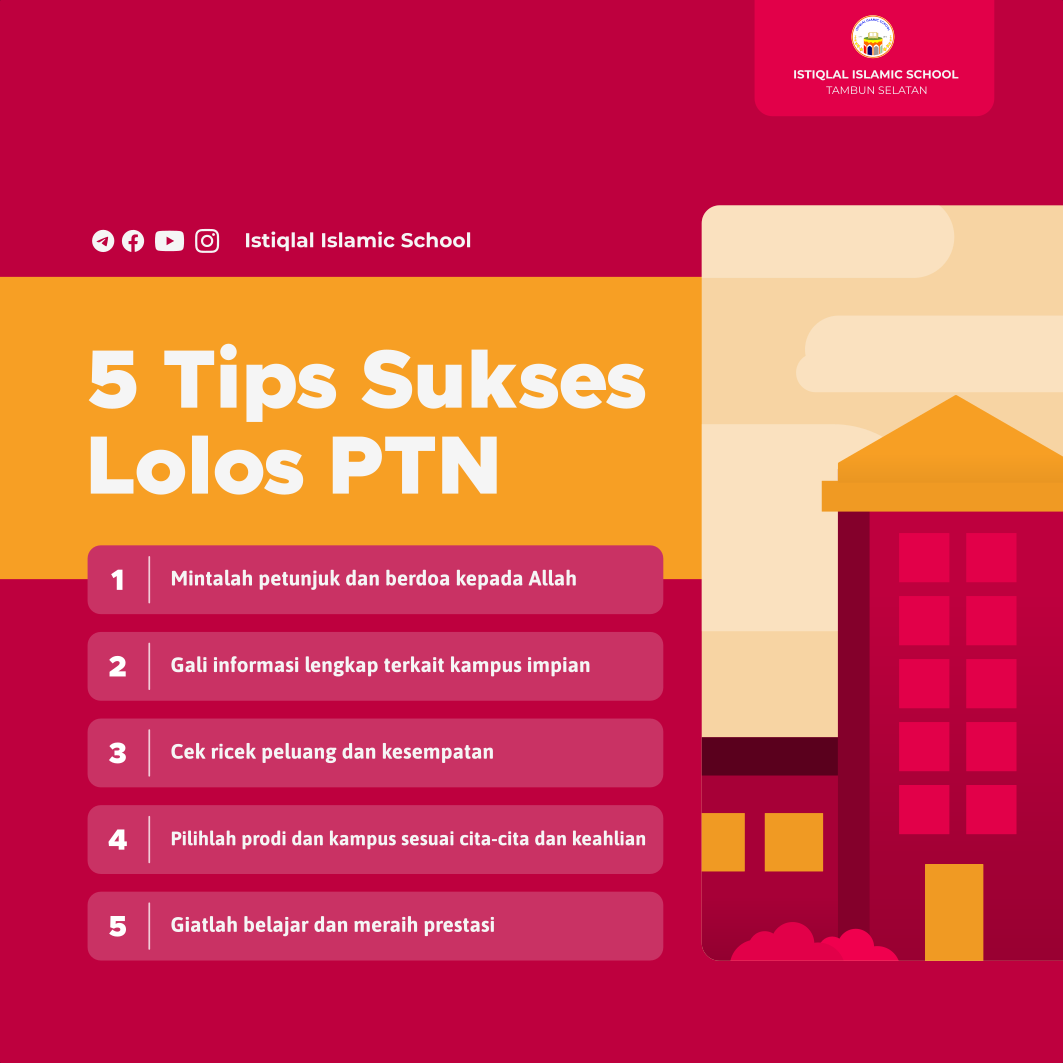 ISTIQLAL ISLAMIC SCHOOL
TAMBUN SELATAN
Istiqlal Islamic School
5 Tips Sukses
Lolos PTN
1 Mintalah petunjuk dan berdoa kepada Allah
2 Gali informasi lengkap terkait kampus impian
3 Cek ricek peluang dan kesempatan
4 Pilihlah prodi dan kampus sesuai cita-cita dan keahlian
5 Giatlah belajar dan meraih prestasi